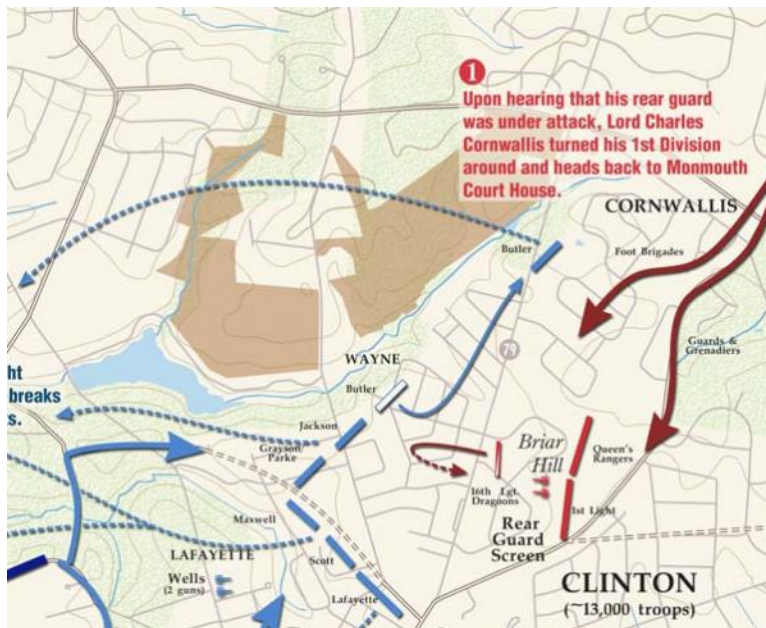 1
Upon hearing that his rear guard
was under attack, Lord Charles
Cornwallis turned his 1st Division
around and heads back to Monmouth
Court House.
CORNWALLIS
Butler
Foot Brigades
79
Guards &
Grenadiers
WAYNE
ht
breaks
s.
Butler
Jackson
Grayson
Parke
Briar
Hill
Queen's
Rangers
16th Lgt.
Dragoons
1st Light
Maxwell
Rear
Guard
Screen
LAFAYETTE
Scott
Wells
(2 guns)
Lafayette
CLINTON
(~13,000 troops)